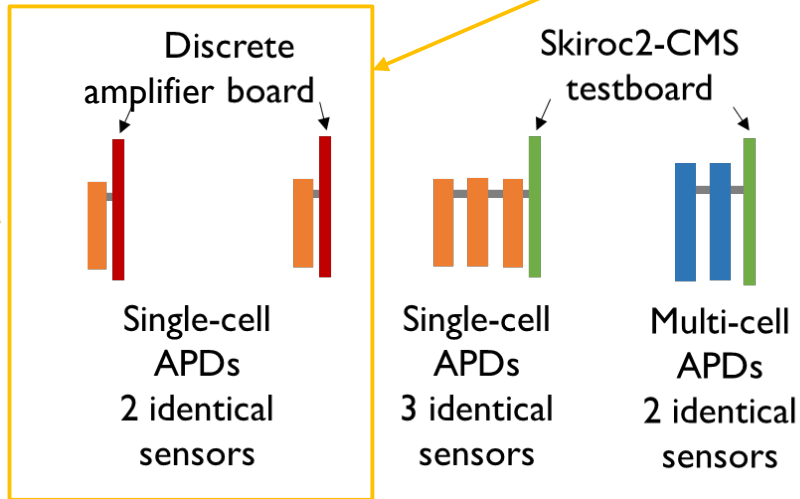 Discrete
amplifier board
Skiroc2-CMS
testboard
Single-cell
APDs
2 identical
sensors
Single-cell
APDs
3 identical
sensors
Multi-cell
APDs
2 identical
sensors